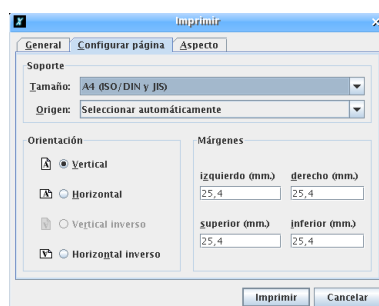 Imprimir
General Configurar página Aspecto
Soporte
Tamaño: A4 (ISO/DIN y JIS)
Origen: Seleccionar automáticamente
Orientación
Vertical
Horizontal
Vertical inverso
Horizontal inverso
Márgenes
izquierdo (mm.) derecho (mm.)
25,4 25,4
superior (mm.) inferior (mm.)
25,4 25,4
Imprimir Cancelar